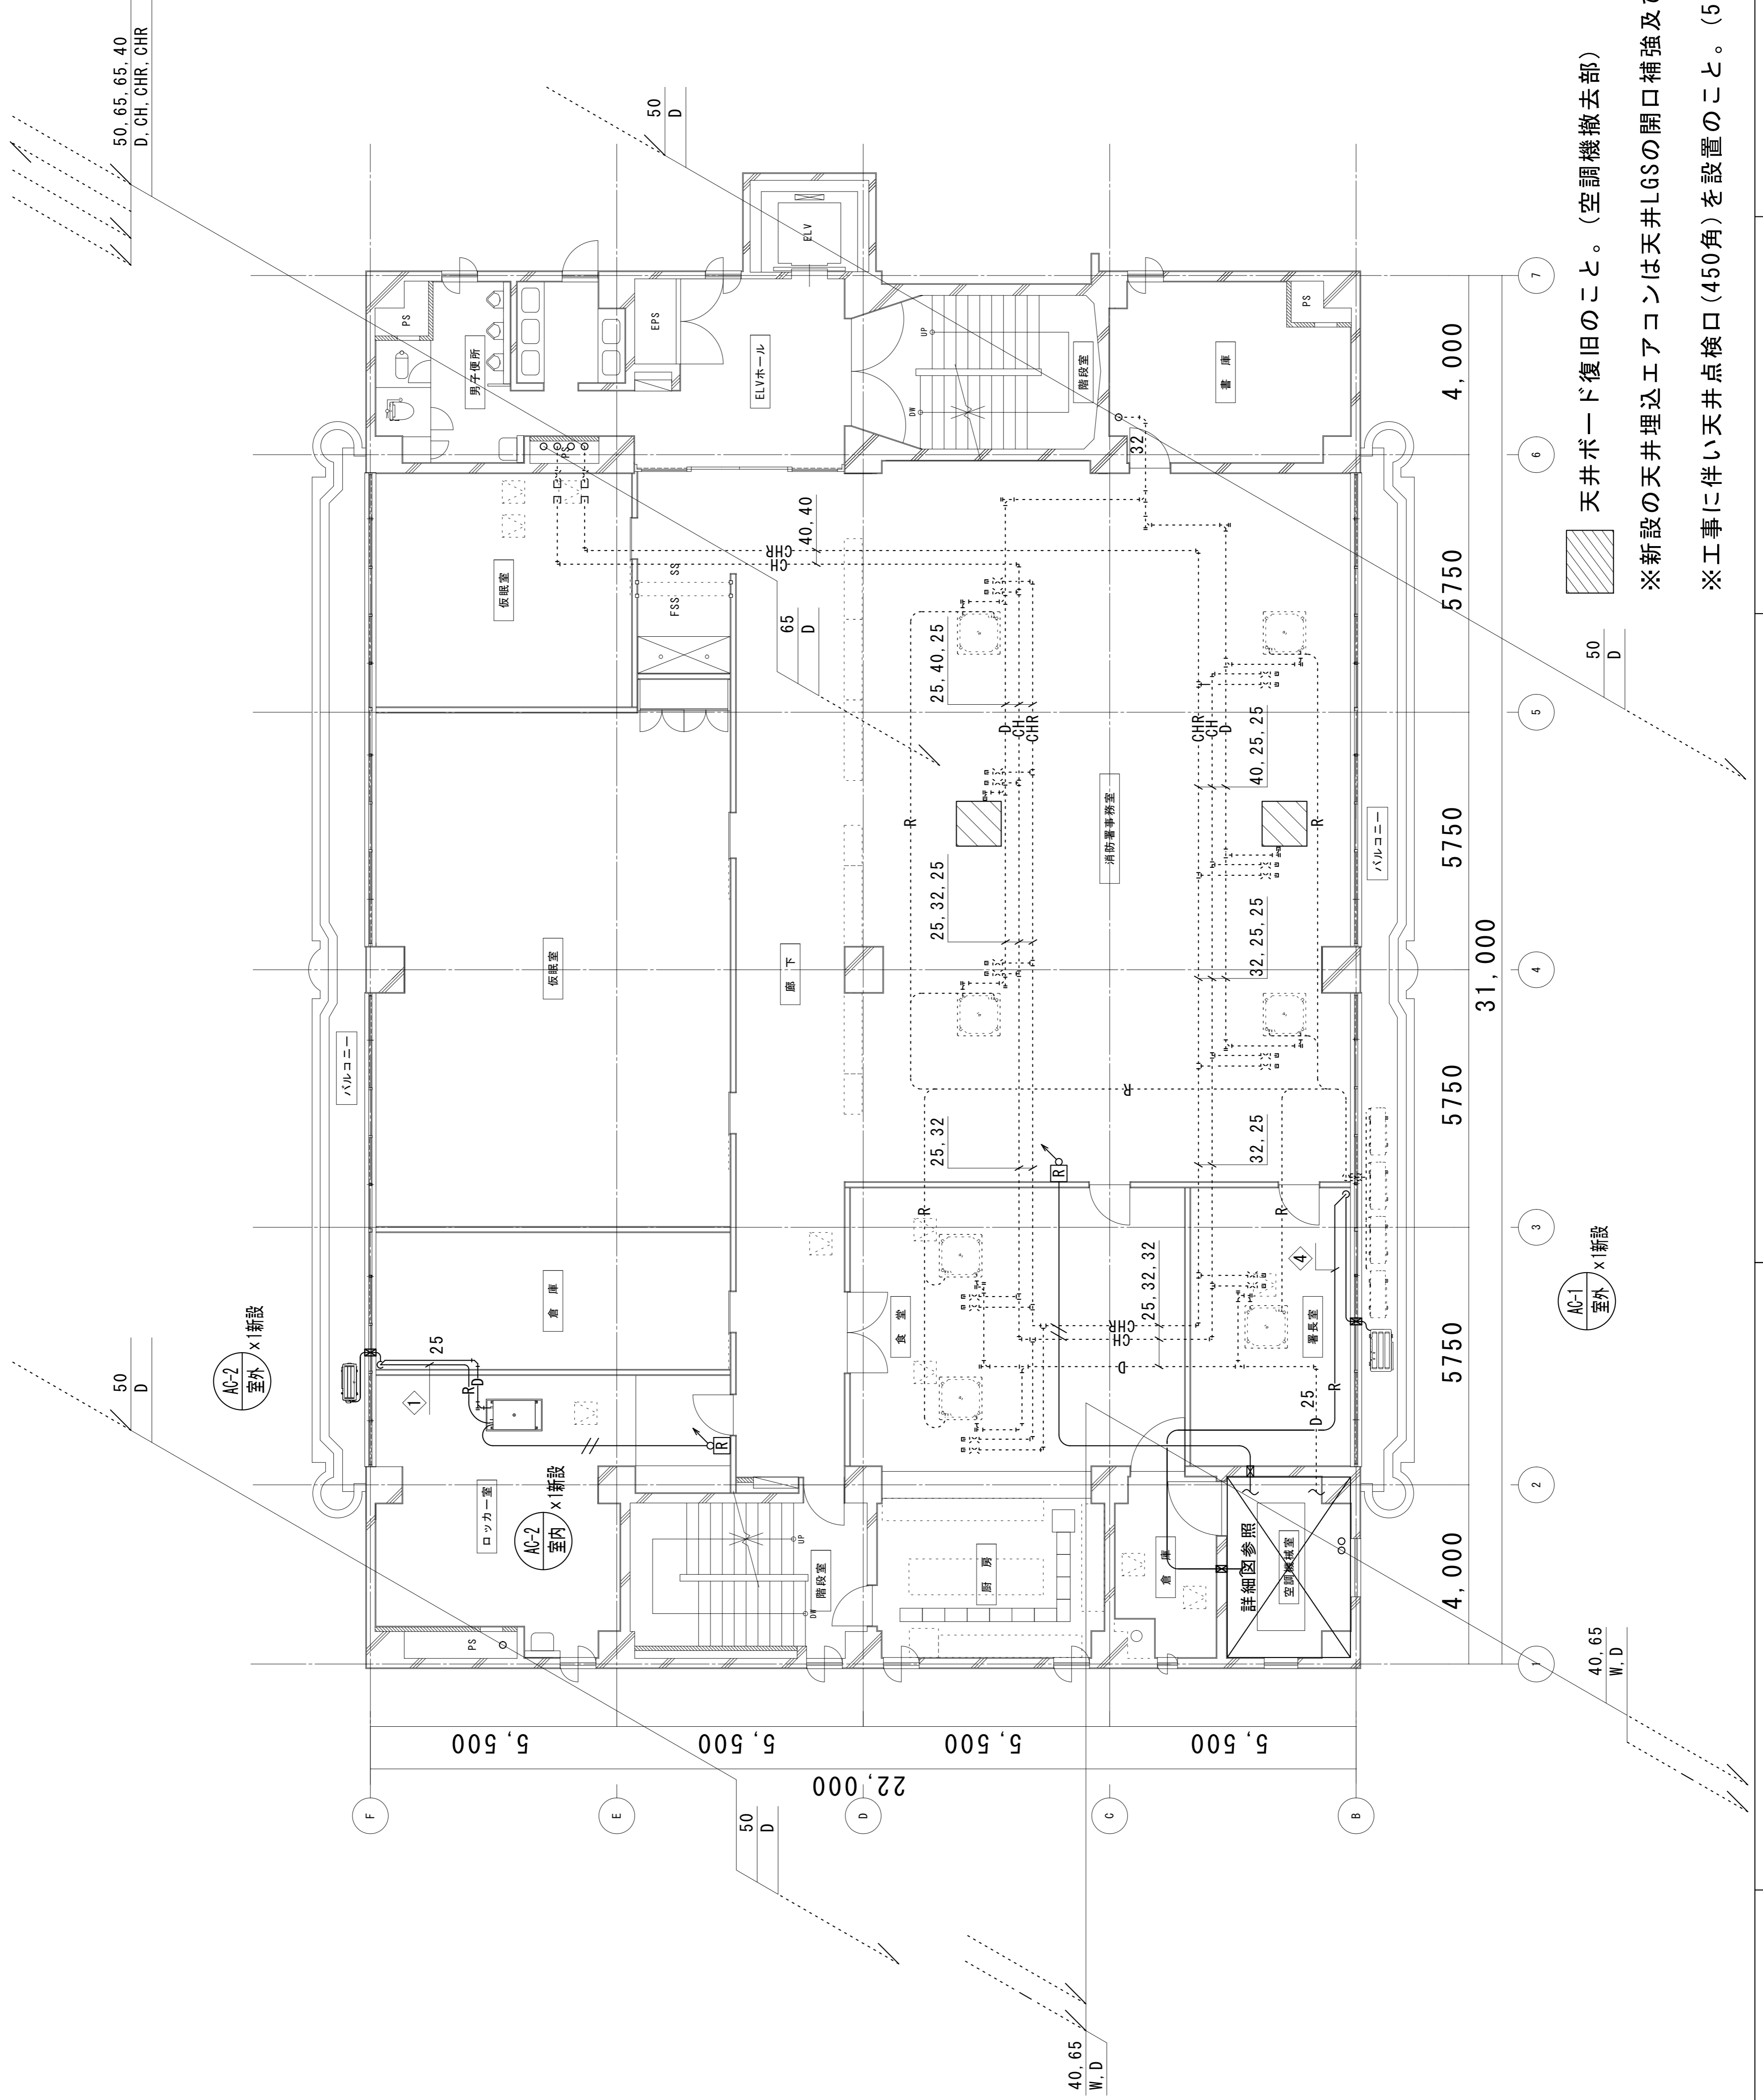 50,65,65,40
D,CH,CHR,CHR
50
D
50
D
AC-2
室外
×1新設
バルコニー
25
1
R
D
AC-2
室内
×1新設
ロッカー室
R
PS
倉 庫
仮眠室
仮眠室
PS
男子便所
PS
EPS
ELVホール
ELV
SS
FSS
CH
CHR
40,40
65
D
廊 下
階段室
UP
DW
階段室
UP
DW
32
書 庫
PS
R
25,40,25
D
CH
CHR
25,32,25
25,32
R
消防署事務室
CHR
CH
D
40,25,25
32,25,25
32,25
R
R
R
食 堂
25,32,32
CHR
CH
D
署長室
4
R
R
D
25
厨 房
倉 庫
詳細図参照
空調機械室
バルコニー
AC-1
室外
×1新設
4,000
5750
5750
5750
5750
4,000
31,000
1
2
3
4
5
6
7
5,500
5,500
5,500
5,500
22,000
F
E
D
C
B
50
D
40,65
W,D
40,65
W,D
50
D
天井ボード復旧のこと。(空調機撤去部)
※新設の天井埋込エアコンは天井LGSの開口補強及び
※工事に伴い天井点検口(450角)を設置のこと。(5